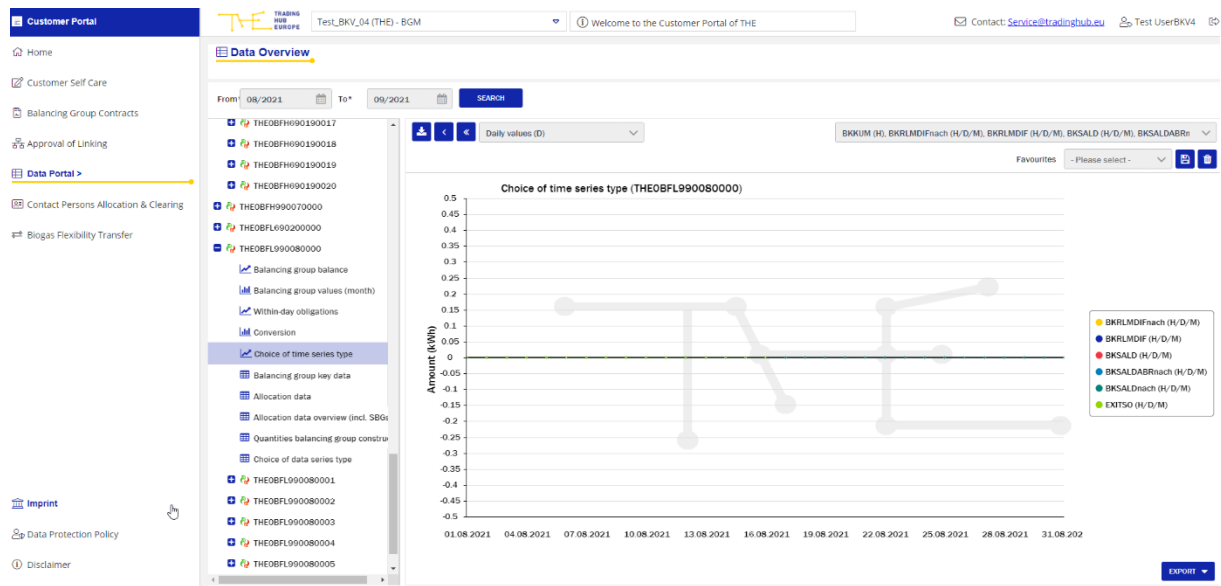 Customer Portal
TRADING
HUB
EUROPE
Test_BKV_04 (THE) - BGM
Welcome to the Customer Portal of THE
Contact: Service@tradinghub.eu
Test UserBKV4
Home
Customer Self Care
Balancing Group Contracts
Approval of Linking
Data Portal >
Contact Persons Allocation & Clearing
Biogas Flexibility Transfer
Imprint
Data Protection Policy
Disclaimer
Data Overview
From* 08/2021 To* 09/2021 SEARCH
THE0BFH690190017
THE0BFH690190018
THE0BFH690190019
THE0BFH690190020
THE0BFH990070000
THE0BFL690200000
THE0BFL990080000
Balancing group balance
Balancing group values (month)
Within-day obligations
Conversion
Choice of time series type
Balancing group key data
Allocation data
Allocation data overview (incl. SBGs
Quantities balancing group constru
Choice of data series type
THE0BFL990080001
THE0BFL990080002
THE0BFL990080003
THE0BFL990080004
THE0BFL990080005
Daily values (D)
BKKUM (H), BKRLMDIFnach (H/D/M), BKRLMDIF (H/D/M), BKSALD (H/D/M), BKSALDABRn
Favourites - Please select -
Choice of time series type (THE0BFL990080000)
Amount (kWh)
0.5
0.45
0.4
0.35
0.3
0.25
0.2
0.15
0.1
0.05
0
-0.05
-0.1
-0.15
-0.2
-0.25
-0.3
-0.35
-0.4
-0.45
-0.5
01.08.2021 04.08.2021 07.08.2021 10.08.2021 13.08.2021 16.08.2021 19.08.2021 22.08.2021 25.08.2021 28.08.2021 31.08.202
BKRLMDIFnach (H/D/M)
BKRLMDIF (H/D/M)
BKSALD (H/D/M)
BKSALDABRnach (H/D/M)
BKSALDnach (H/D/M)
EXITSO (H/D/M)
EXPORT